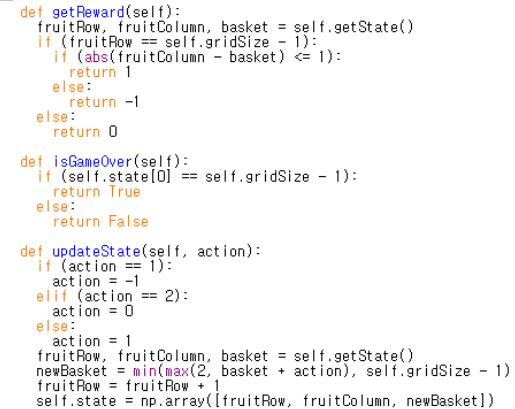 def getReward(self):
  fruitRow, fruitColumn, basket = self.getState()
  if (fruitRow == self.gridSize - 1):
    if (abs(fruitColumn - basket) <= 1):
      return 1
    else:
      return -1
  else:
    return 0

def isGameOver(self):
  if (self.state[0] == self.gridSize - 1):
    return True
  else:
    return False

def updateState(self, action):
  if (action == 1):
    action = -1
  elif (action == 2):
    action = 0
  else:
    action = 1
  fruitRow, fruitColumn, basket = self.getState()
  newBasket = min(max(2, basket + action), self.gridSize - 1)
  fruitRow = fruitRow + 1
  self.state = np.array([fruitRow, fruitColumn, newBasket])